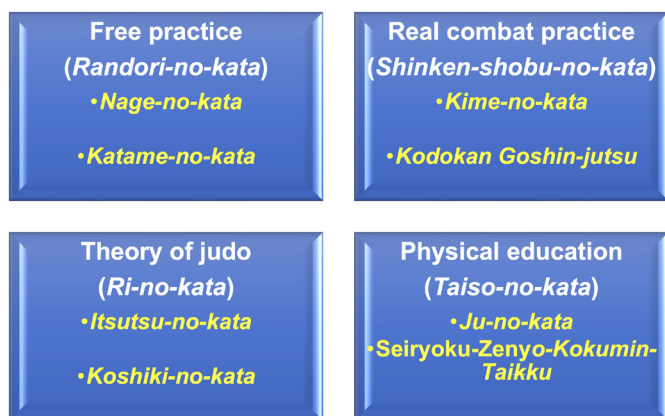 Free practice
(Randori-no-kata)
•Nage-no-kata
•Katame-no-kata
Real combat practice
(Shinken-shobu-no-kata)
•Kime-no-kata
•Kodokan Goshin-jutsu
Theory of judo
(Ri-no-kata)
•Itsutsu-no-kata
•Koshiki-no-kata
Physical education
(Taiso-no-kata)
•Ju-no-kata
•Seiryoku-Zenyo-Kokumin-
Taikku